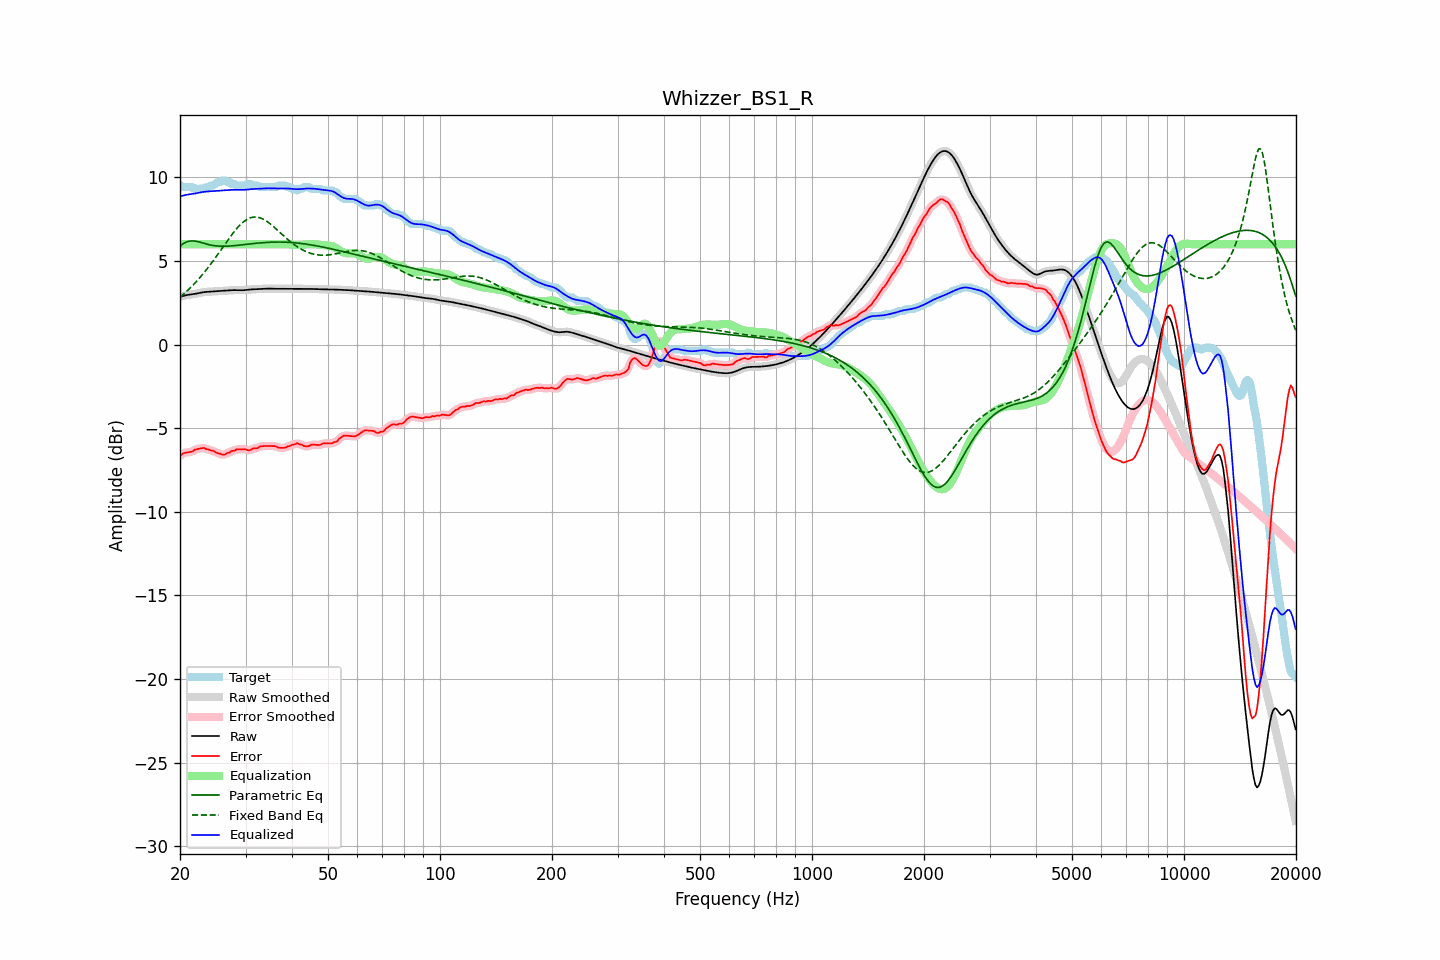 Whizzer_BS1_R
Amplitude (dBr)
10
5
0
−5
−10
−15
−20
−25
−30
Target
Raw Smoothed
Error Smoothed
Raw
Error
Equalization
Parametric Eq
Fixed Band Eq
Equalized
20 50 100 200 500 1000 2000 5000 10000 20000
Frequency (Hz)